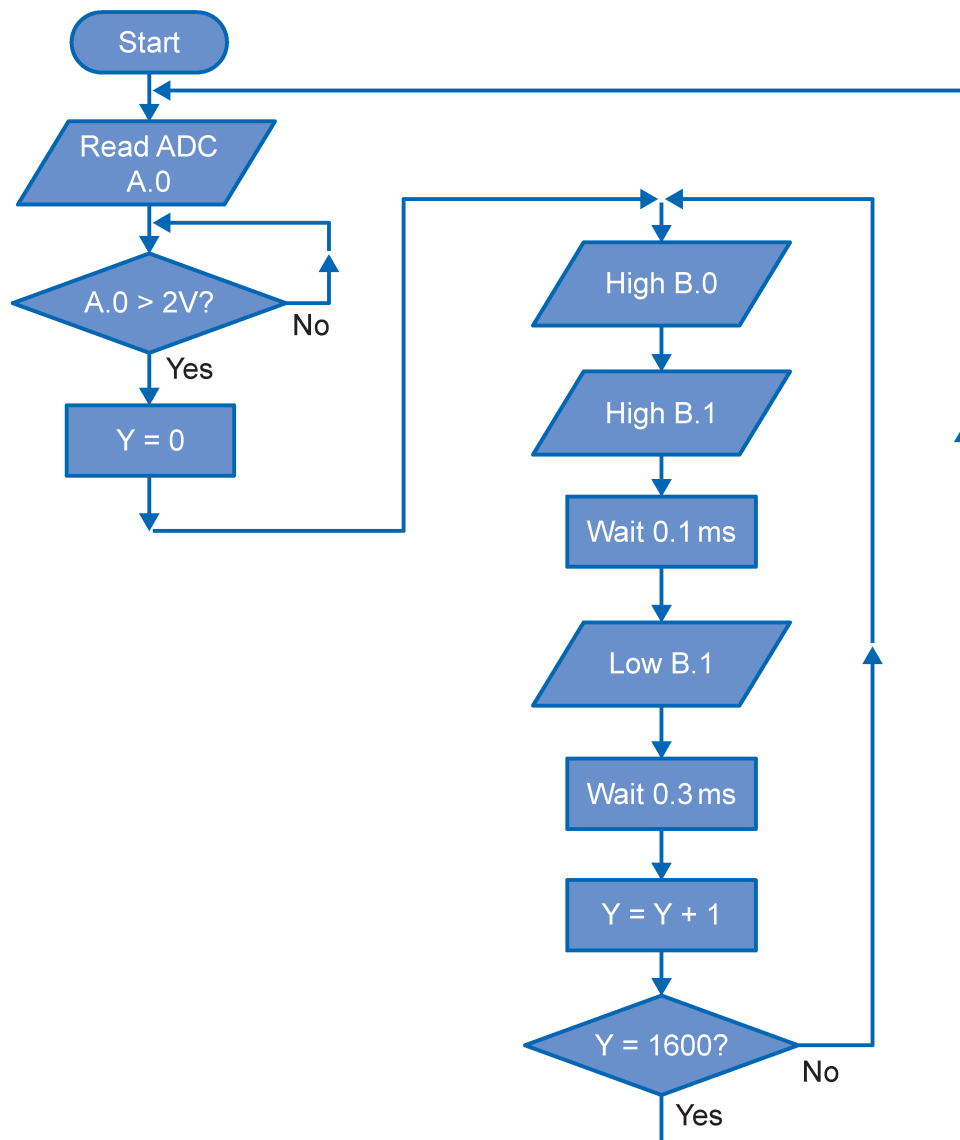 Start
Read ADC
A.0
A.0 > 2V?
No
Yes
Y = 0
High B.0
High B.1
Wait 0.1 ms
Low B.1
Wait 0.3 ms
Y = Y + 1
Y = 1600?
No
Yes